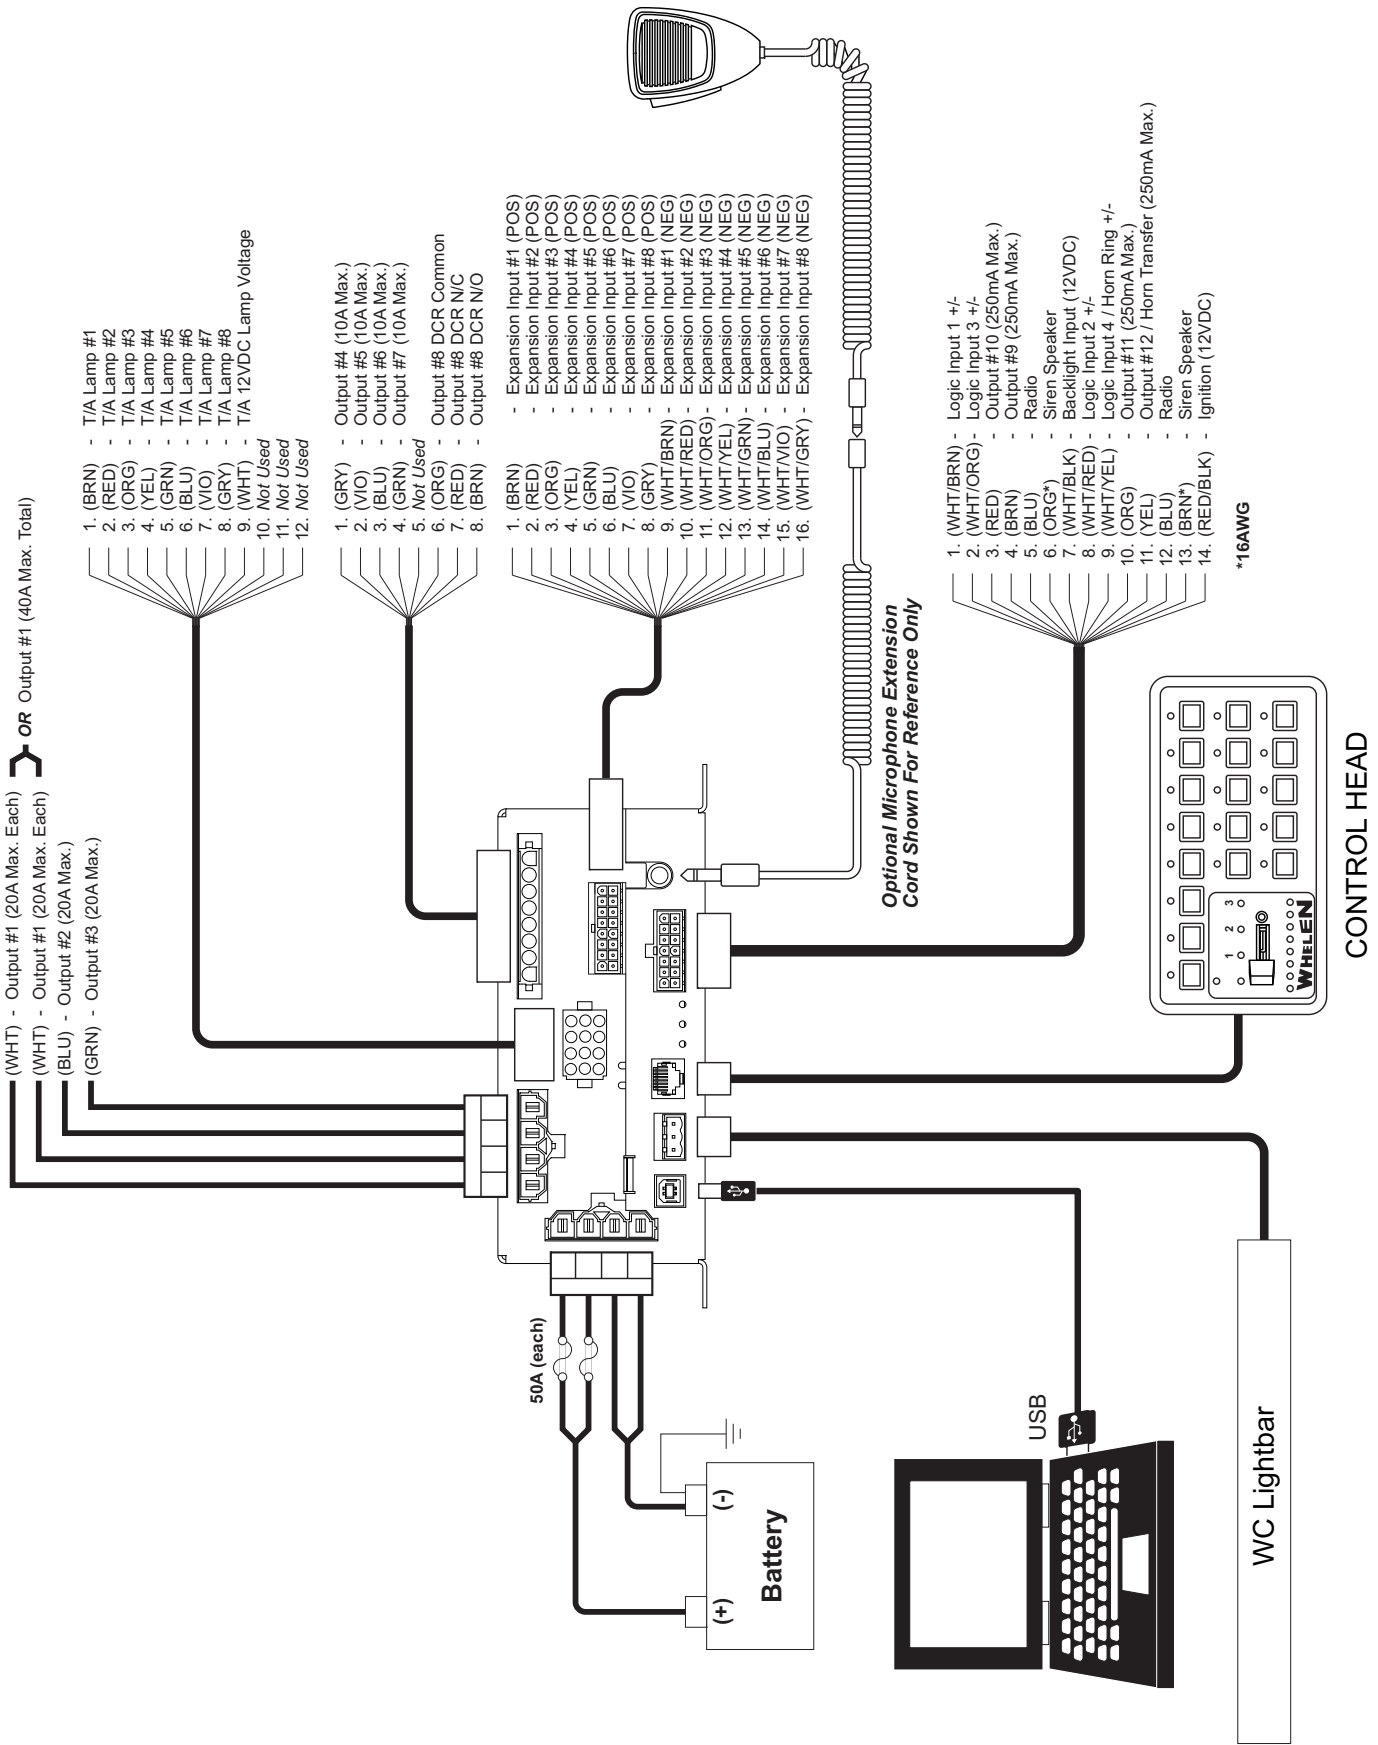 (WHT) - Output #1 (20A Max. Each)
(WHT) - Output #1 (20A Max. Each)
OR Output #1 (40A Max. Total)
(BLU) - Output #2 (20A Max.)
(GRN) - Output #3 (20A Max.)
1. (BRN) - T/A Lamp #1
2. (RED) - T/A Lamp #2
3. (ORG) - T/A Lamp #3
4. (YEL) - T/A Lamp #4
5. (GRN) - T/A Lamp #5
6. (BLU) - T/A Lamp #6
7. (VIO) - T/A Lamp #7
8. (GRY) - T/A Lamp #8
9. (WHT) - T/A 12VDC Lamp Voltage
10. Not Used
11. Not Used
12. Not Used
1. (GRY) - Output #4 (10A Max.)
2. (VIO) - Output #5 (10A Max.)
3. (BLU) - Output #6 (10A Max.)
4. (GRN) - Output #7 (10A Max.)
5. Not Used
6. (ORG) - Output #8 DCR Common
7. (RED) - Output #8 DCR N/C
8. (BRN) - Output #8 DCR N/O
1. (BRN) - Expansion Input #1 (POS)
2. (RED) - Expansion Input #2 (POS)
3. (ORG) - Expansion Input #3 (POS)
4. (YEL) - Expansion Input #4 (POS)
5. (GRN) - Expansion Input #5 (POS)
6. (BLU) - Expansion Input #6 (POS)
7. (VIO) - Expansion Input #7 (POS)
8. (GRY) - Expansion Input #8 (POS)
9. (WHT/BRN) - Expansion Input #1 (NEG)
10. (WHT/RED) - Expansion Input #2 (NEG)
11. (WHT/ORG) - Expansion Input #3 (NEG)
12. (WHT/YEL) - Expansion Input #4 (NEG)
13. (WHT/GRN) - Expansion Input #5 (NEG)
14. (WHT/BLU) - Expansion Input #6 (NEG)
15. (WHT/VIO) - Expansion Input #7 (NEG)
16. (WHT/GRY) - Expansion Input #8 (NEG)
Optional Microphone Extension
Cord Shown For Reference Only
1. (WHT/BRN) - Logic Input 1 +/-
2. (WHT/ORG) - Logic Input 3 +/-
3. (RED) - Output #10 (250mA Max.)
4. (BRN) - Output #9 (250mA Max.)
5. (BLU) - Radio
6. (ORG*) - Siren Speaker
7. (WHT/BLK) - Backlight Input (12VDC)
8. (WHT/RED) - Logic Input 2 +/-
9. (WHT/YEL) - Logic Input 4 / Horn Ring +/-
10. (ORG) - Output #11 (250mA Max.)
11. (YEL) - Output #12 / Horn Transfer (250mA Max.)
12. (BLU) - Radio
13. (BRN*) - Siren Speaker
14. (RED/BLK) - Ignition (12VDC)
*16AWG
50A (each)
(+)
(-)
Battery
USB
1 2 3
WHELEN
CONTROL HEAD
WC Lightbar